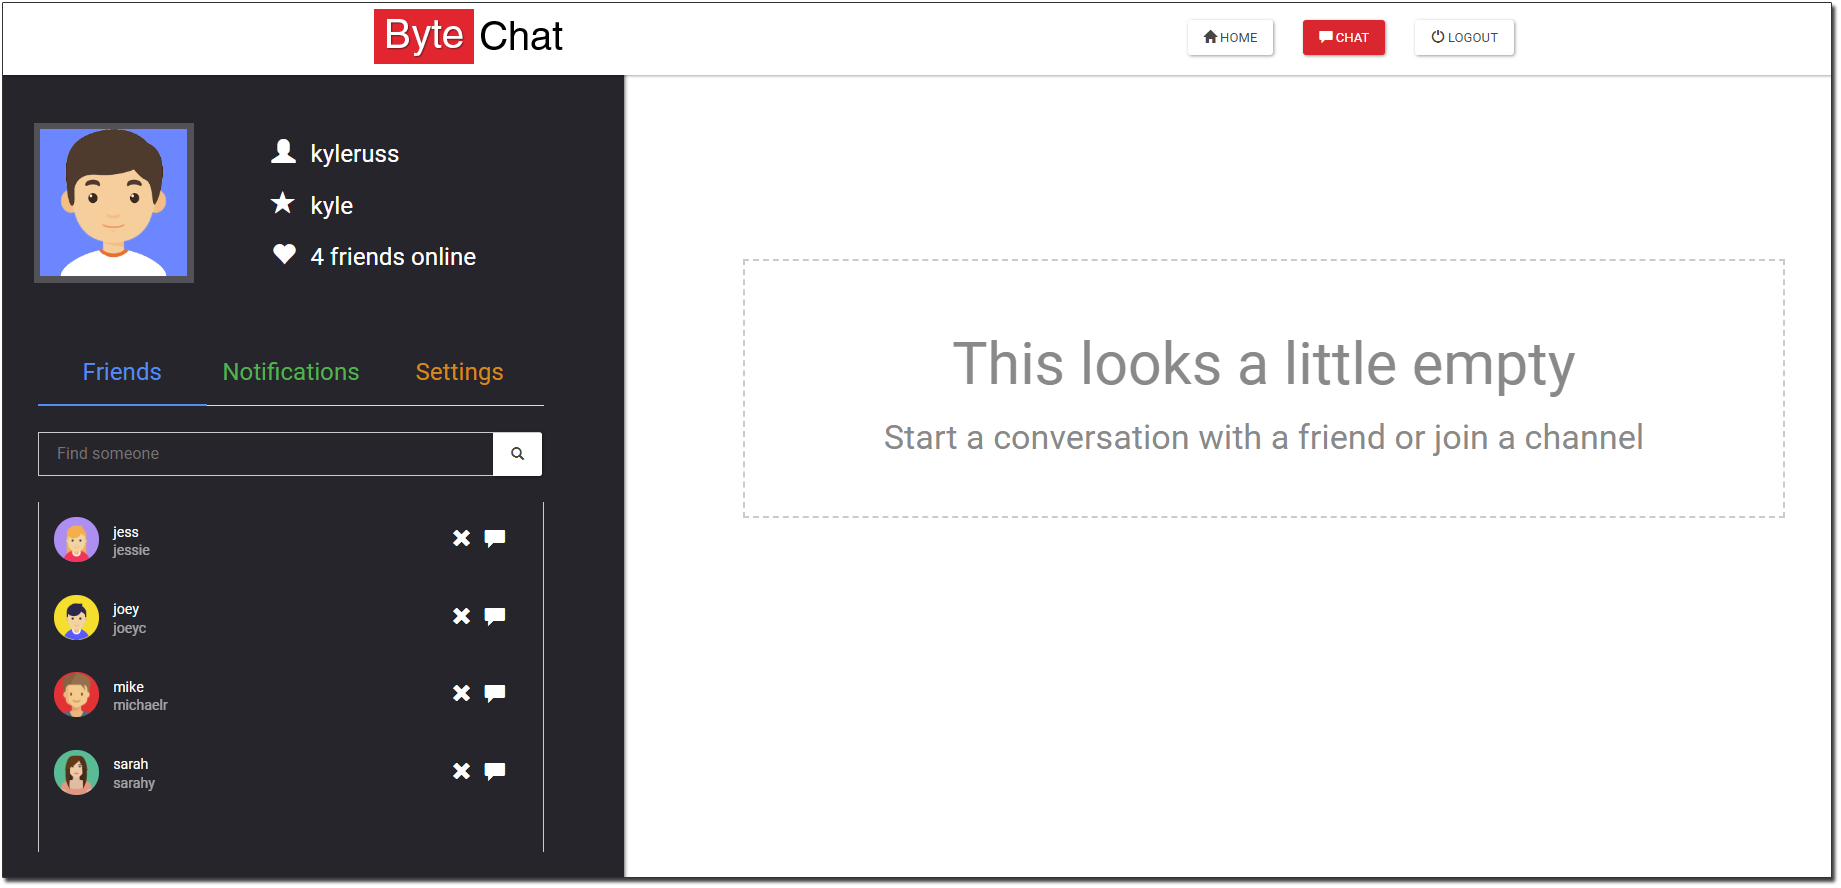 Byte Chat
HOME
CHAT
LOGOUT
kyleruss
kyle
4 friends online
Friends
Notifications
Settings
Find someone
jess
jessie
joey
joeyc
mike
michaelr
sarah
sarahy
This looks a little empty
Start a conversation with a friend or join a channel